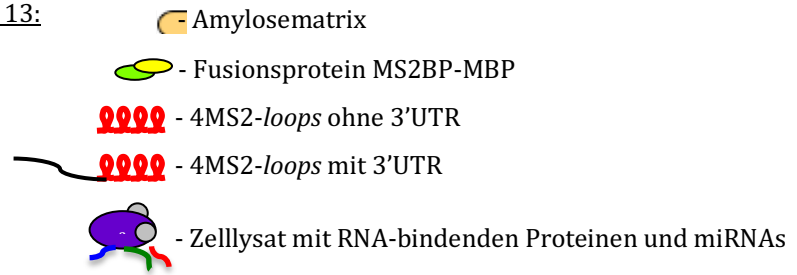 13:
- Amylosematrix
- Fusionsprotein MS2BP-MBP
- 4MS2-loops ohne 3’UTR
- 4MS2-loops mit 3’UTR
- Zelllysat mit RNA-bindenden Proteinen und miRNAs